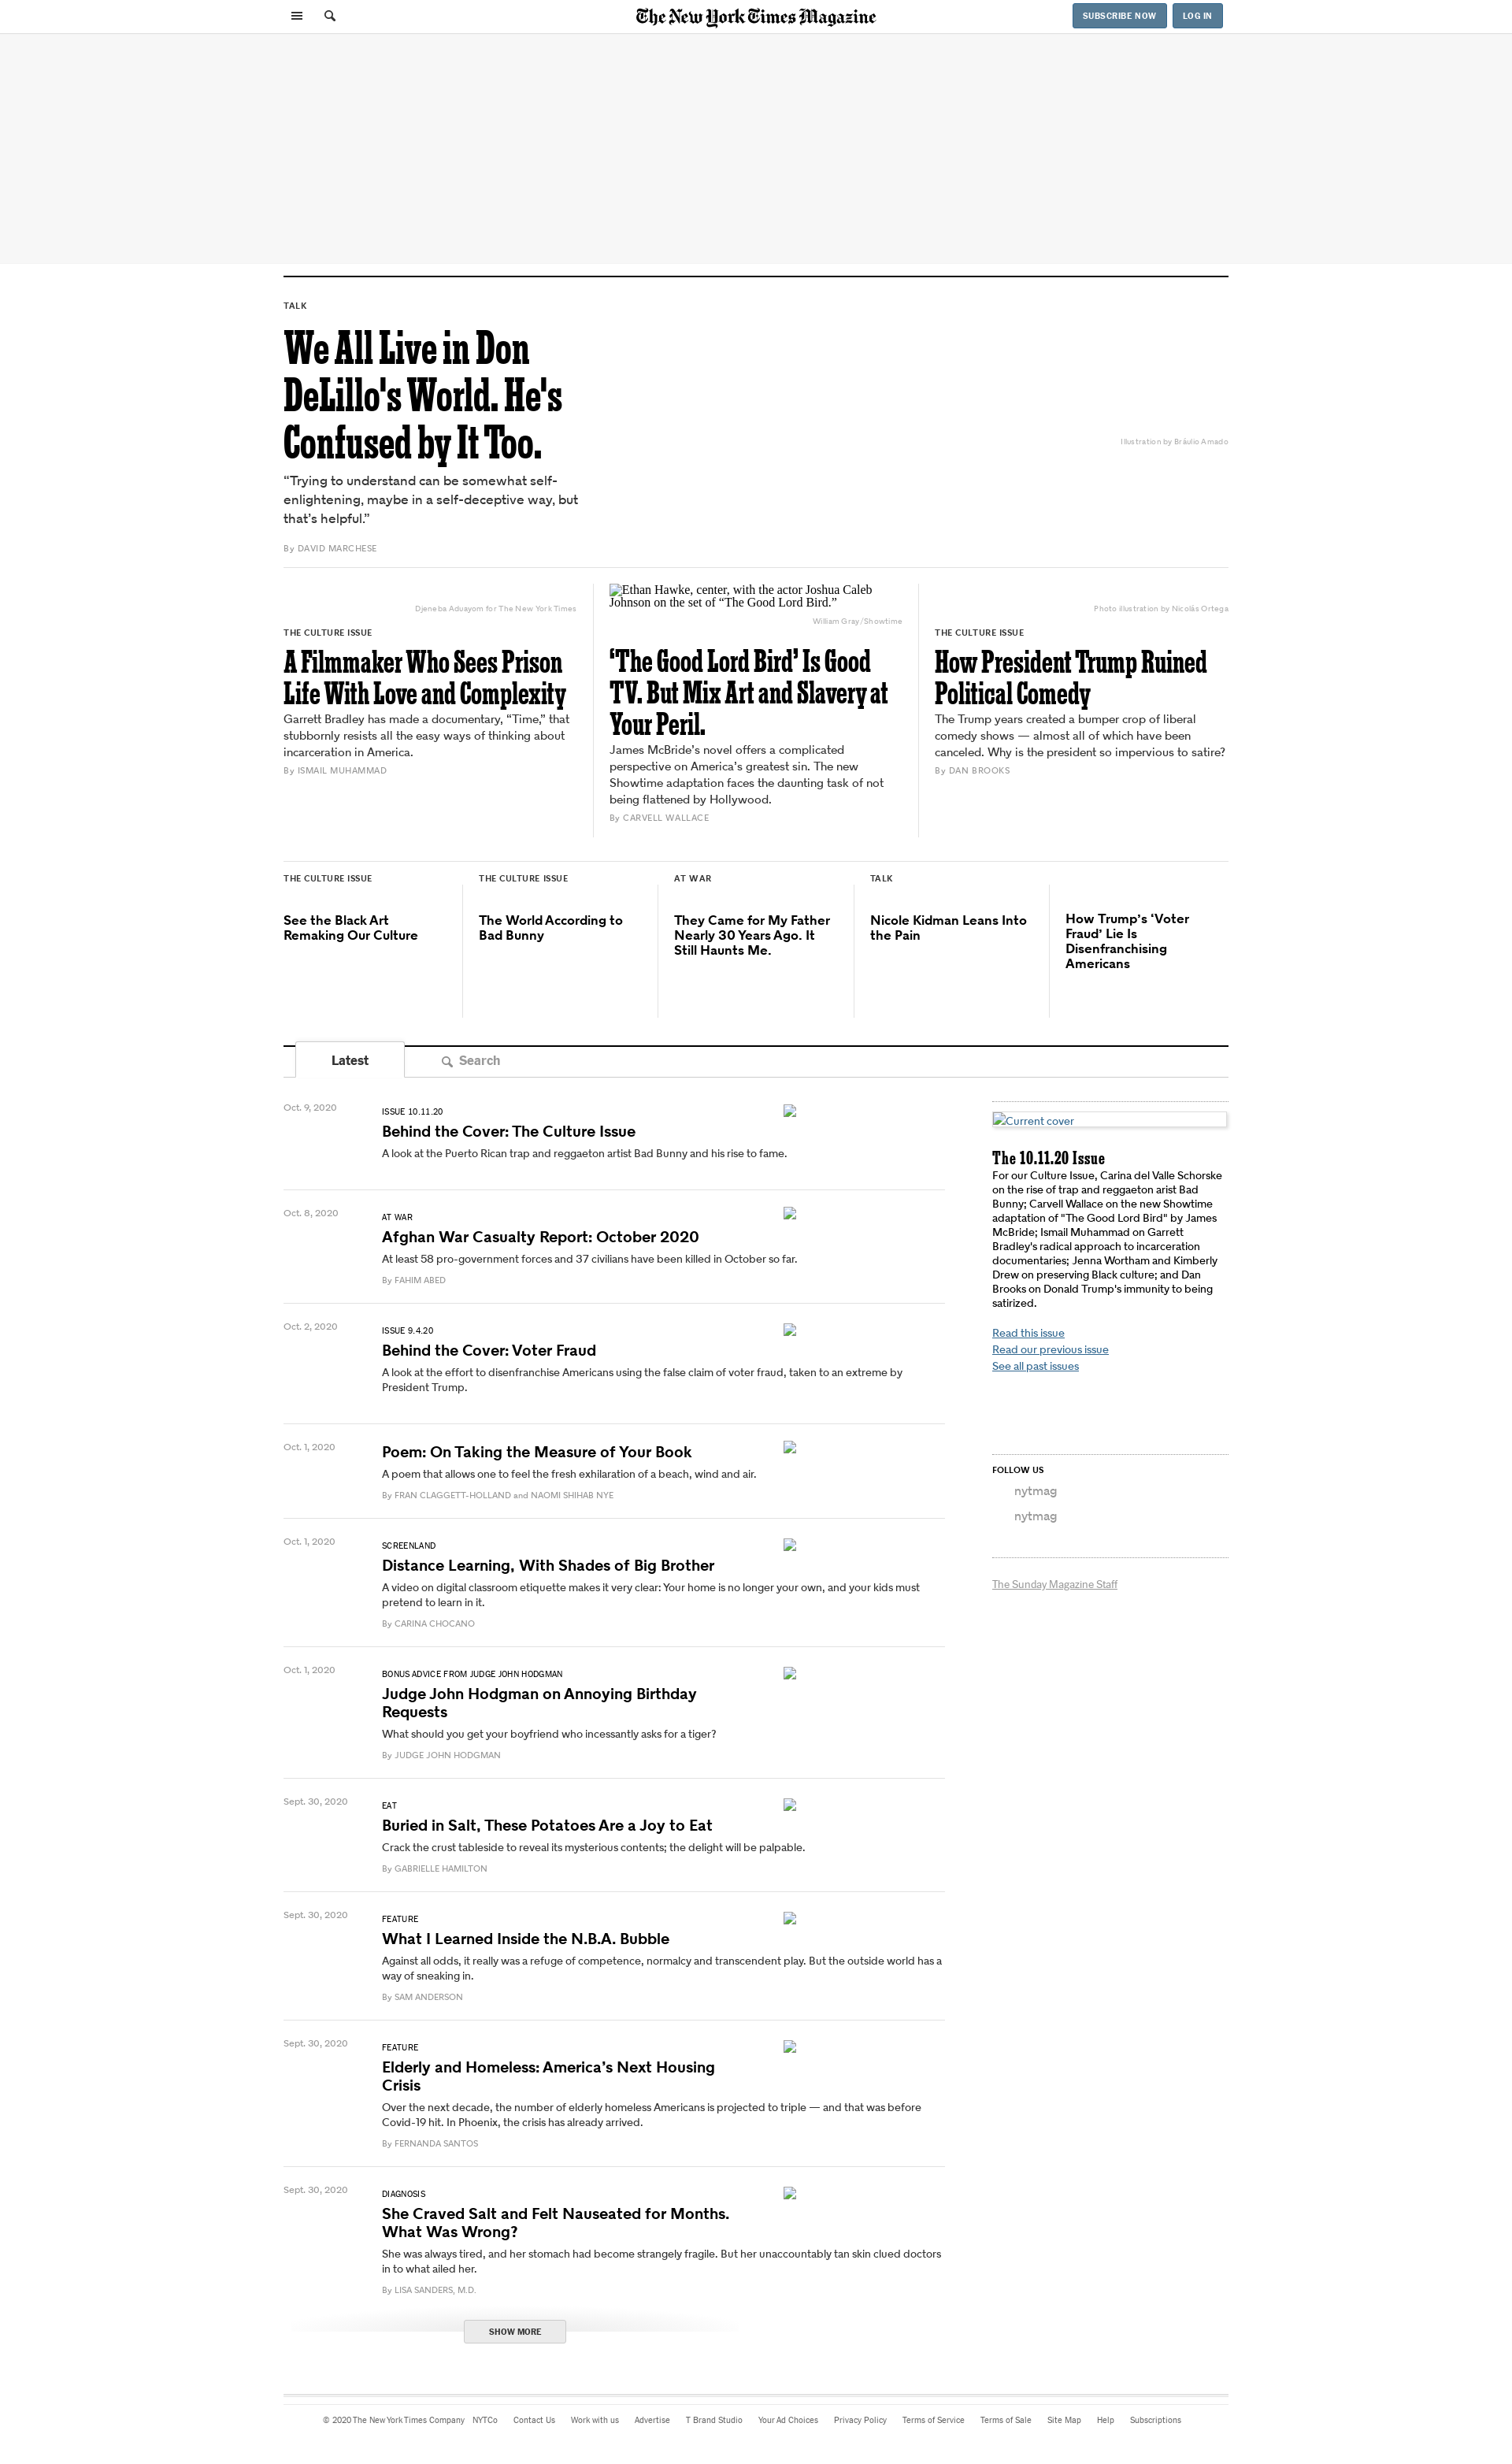 The New York Times Magazine
SUBSCRIBE NOW
LOG IN
TALK
We All Live in Don
DeLillo's World. He's
Confused by It Too.
“Trying to understand can be somewhat self-
enlightening, maybe in a self-deceptive way, but
that’s helpful.”
By DAVID MARCHESE
Illustration by Bráulio Amado
Djeneba Aduayom for The New York Times
THE CULTURE ISSUE
A Filmmaker Who Sees Prison
Life With Love and Complexity
Garrett Bradley has made a documentary, “Time,” that
stubbornly resists all the easy ways of thinking about
incarceration in America.
By ISMAIL MUHAMMAD
Ethan Hawke, center, with the actor Joshua Caleb
Johnson on the set of “The Good Lord Bird.”
William Gray/Showtime
‘The Good Lord Bird’ Is Good
TV. But Mix Art and Slavery at
Your Peril.
James McBride’s novel offers a complicated
perspective on America’s greatest sin. The new
Showtime adaptation faces the daunting task of not
being flattened by Hollywood.
By CARVELL WALLACE
Photo illustration by Nicolás Ortega
THE CULTURE ISSUE
How President Trump Ruined
Political Comedy
The Trump years created a bumper crop of liberal
comedy shows — almost all of which have been
canceled. Why is the president so impervious to satire?
By DAN BROOKS
THE CULTURE ISSUE
See the Black Art
Remaking Our Culture
THE CULTURE ISSUE
The World According to
Bad Bunny
AT WAR
They Came for My Father
Nearly 30 Years Ago. It
Still Haunts Me.
TALK
Nicole Kidman Leans Into
the Pain
How Trump’s ‘Voter
Fraud’ Lie Is
Disenfranchising
Americans
Latest
Search
Oct. 9, 2020
ISSUE 10.11.20
Behind the Cover: The Culture Issue
A look at the Puerto Rican trap and reggaeton artist Bad Bunny and his rise to fame.
Oct. 8, 2020
AT WAR
Afghan War Casualty Report: October 2020
At least 58 pro-government forces and 37 civilians have been killed in October so far.
By FAHIM ABED
Oct. 2, 2020
ISSUE 9.4.20
Behind the Cover: Voter Fraud
A look at the effort to disenfranchise Americans using the false claim of voter fraud, taken to an extreme by
President Trump.
Oct. 1, 2020
Poem: On Taking the Measure of Your Book
A poem that allows one to feel the fresh exhilaration of a beach, wind and air.
By FRAN CLAGGETT-HOLLAND and NAOMI SHIHAB NYE
Oct. 1, 2020
SCREENLAND
Distance Learning, With Shades of Big Brother
A video on digital classroom etiquette makes it very clear: Your home is no longer your own, and your kids must
pretend to learn in it.
By CARINA CHOCANO
Oct. 1, 2020
BONUS ADVICE FROM JUDGE JOHN HODGMAN
Judge John Hodgman on Annoying Birthday
Requests
What should you get your boyfriend who incessantly asks for a tiger?
By JUDGE JOHN HODGMAN
Sept. 30, 2020
EAT
Buried in Salt, These Potatoes Are a Joy to Eat
Crack the crust tableside to reveal its mysterious contents; the delight will be palpable.
By GABRIELLE HAMILTON
Sept. 30, 2020
FEATURE
What I Learned Inside the N.B.A. Bubble
Against all odds, it really was a refuge of competence, normalcy and transcendent play. But the outside world has a
way of sneaking in.
By SAM ANDERSON
Sept. 30, 2020
FEATURE
Elderly and Homeless: America’s Next Housing
Crisis
Over the next decade, the number of elderly homeless Americans is projected to triple — and that was before
Covid-19 hit. In Phoenix, the crisis has already arrived.
By FERNANDA SANTOS
Sept. 30, 2020
DIAGNOSIS
She Craved Salt and Felt Nauseated for Months.
What Was Wrong?
She was always tired, and her stomach had become strangely fragile. But her unaccountably tan skin clued doctors
in to what ailed her.
By LISA SANDERS, M.D.
SHOW MORE
Current cover
The 10.11.20 Issue
For our Culture Issue, Carina del Valle Schorske
on the rise of trap and reggaeton arist Bad
Bunny; Carvell Wallace on the new Showtime
adaptation of "The Good Lord Bird" by James
McBride; Ismail Muhammad on Garrett
Bradley's radical approach to incarceration
documentaries; Jenna Wortham and Kimberly
Drew on preserving Black culture; and Dan
Brooks on Donald Trump's immunity to being
satirized.
Read this issue
Read our previous issue
See all past issues
FOLLOW US
nytmag
nytmag
The Sunday Magazine Staff
© 2020 The New York Times Company NYTCo Contact Us Work with us Advertise T Brand Studio Your Ad Choices Privacy Policy Terms of Service Terms of Sale Site Map Help Subscriptions